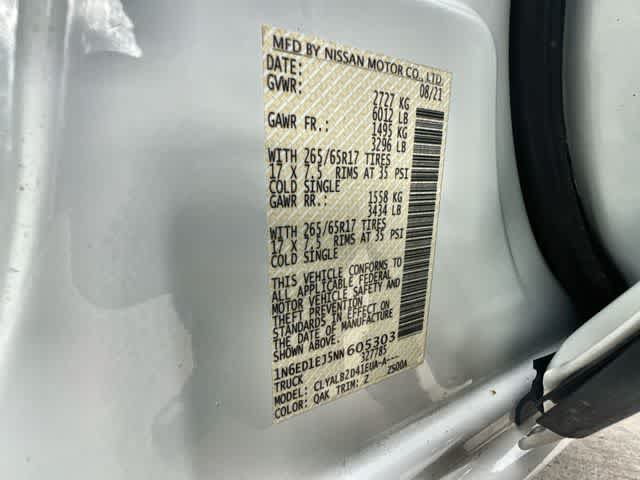 MFD BY NISSAN MOTOR CO., LTD.
DATE: 08/21
GVWR: 2727 KG
6012 LB
GAWR FR.: 1495 KG
3296 LB
WITH 265/65R17 TIRES
17 X 7.5 RIMS AT 35 PSI
COLD SINGLE
GAWR RR.: 1558 KG
3434 LB
WITH 265/65R17 TIRES
17 X 7.5 RIMS AT 35 PSI
COLD SINGLE
THIS VEHICLE CONFORMS TO
ALL APPLICABLE FEDERAL
MOTOR VEHICLE SAFETY AND
THEFT PREVENTION
STANDARDS IN EFFECT ON
THE DATE OF MANUFACTURE
SHOWN ABOVE.
1N6ED1EJ5NN605303
TRUCK 327785
MODEL: CLYALB2D41EUA-A---
COLOR: QAK TRIM: Z ZS00A